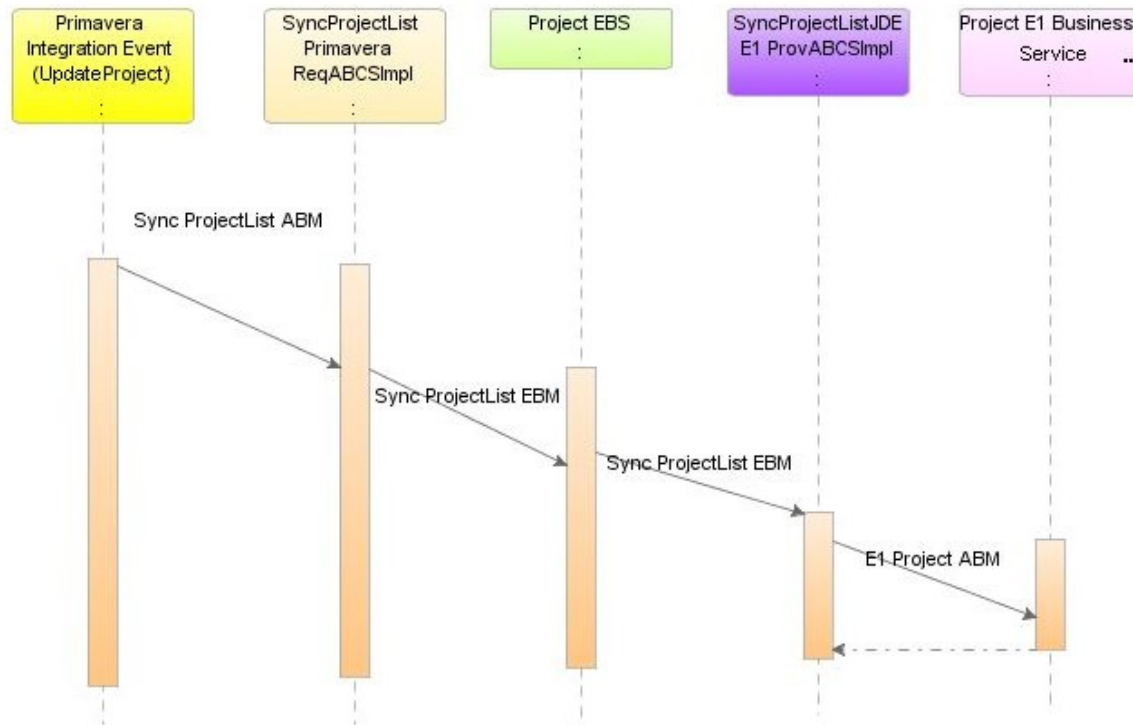 Primavera
Integration Event
(UpdateProject)
:
SyncProjectList
Primavera
ReqABCSImpl
:
Project EBS
:
SyncProjectListJDE
E1 ProvABCSImpl
:
Project E1 Business
Service ...
:
Sync ProjectList ABM
Sync ProjectList EBM
Sync ProjectList EBM
E1 Project ABM